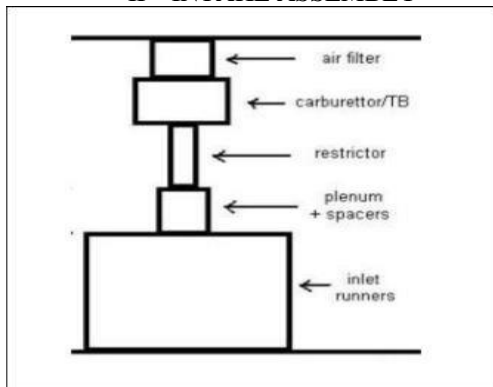 air filter
carburettor/TB
restrictor
plenum
+ spacers
inlet
runners